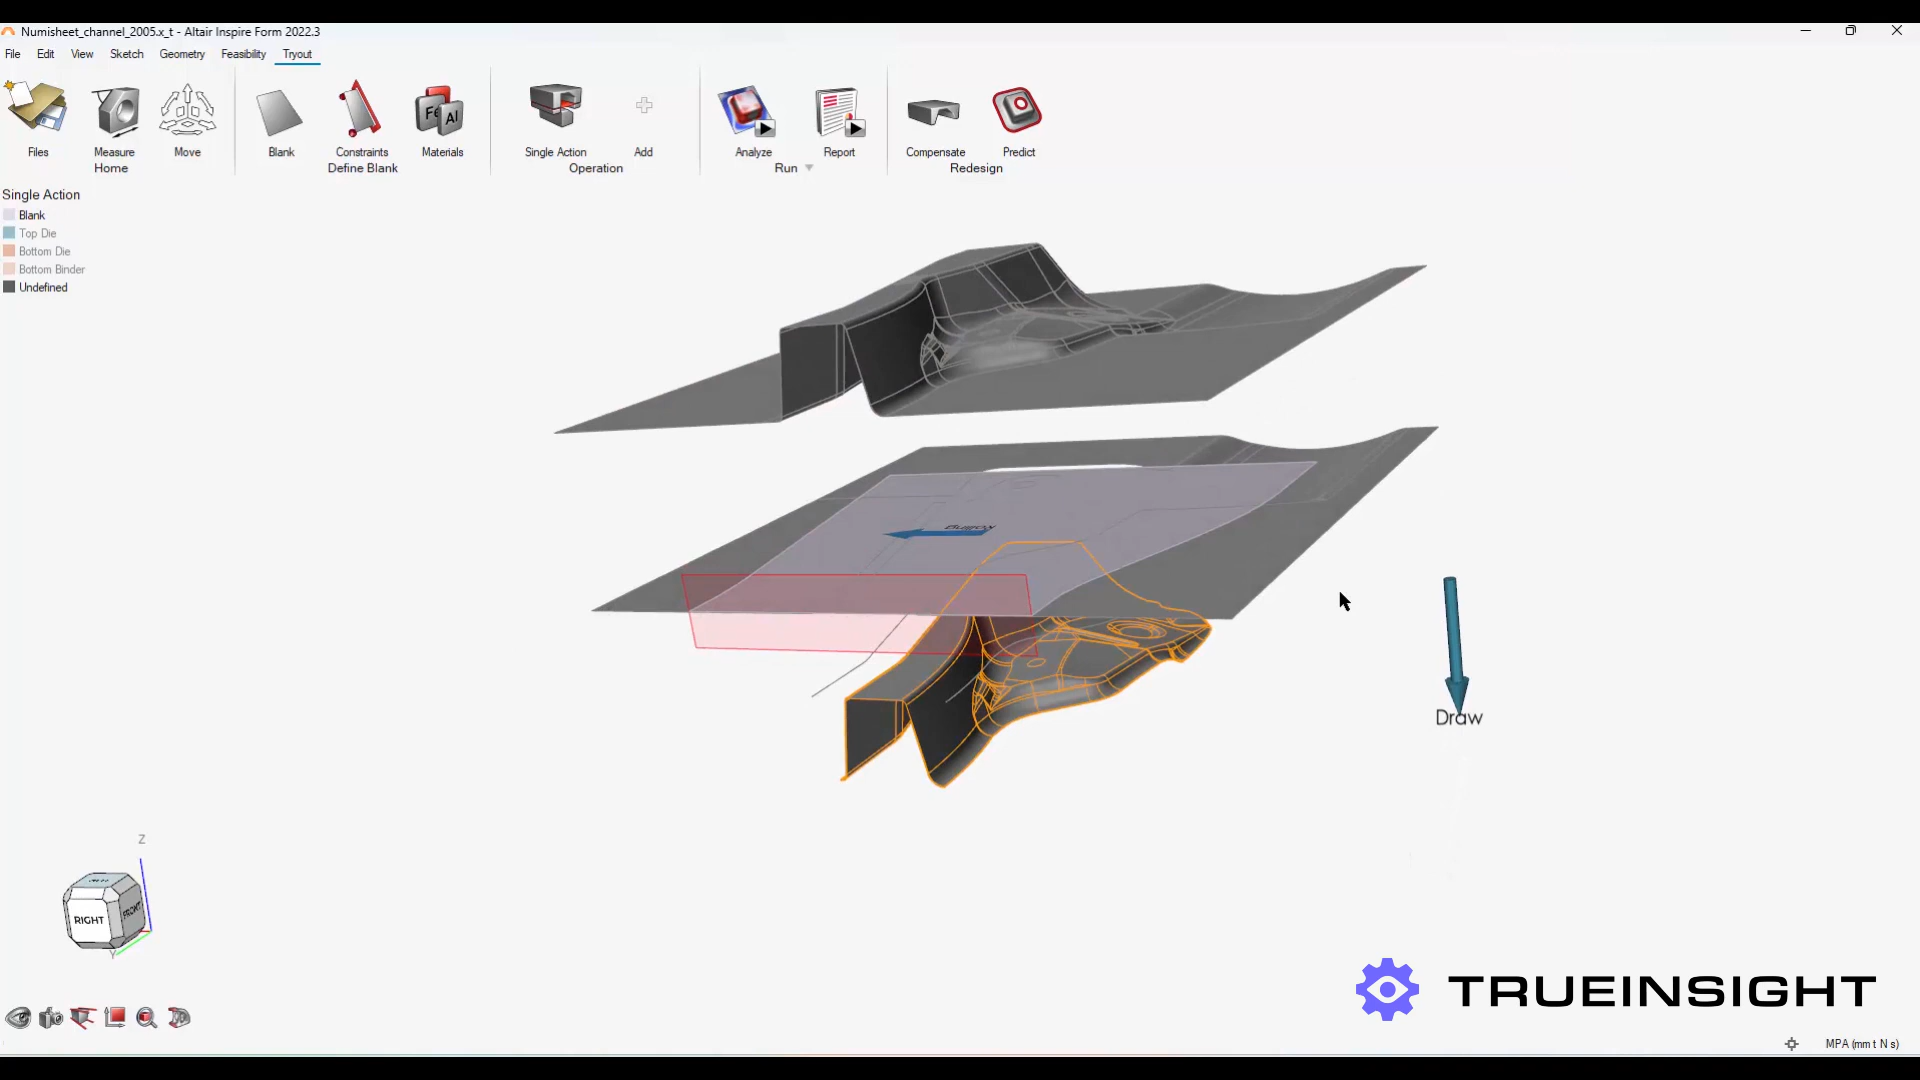 Numisheet_channel_2005.x_t - Altair Inspire Form 2022.3
File Edit View Sketch Geometry Feasibility Tryout
Files Measure Move Blank Constraints Materials Single Action Add Analyze Report Compensate Predict
Home Define Blank Operation Run Redesign
Single Action
Blank
Top Die
Bottom Die
Bottom Binder
Undefined
Rolling
Draw
Z
RIGHT
FRONT
Y
TRUEINSIGHT
MPA (mm t N s)